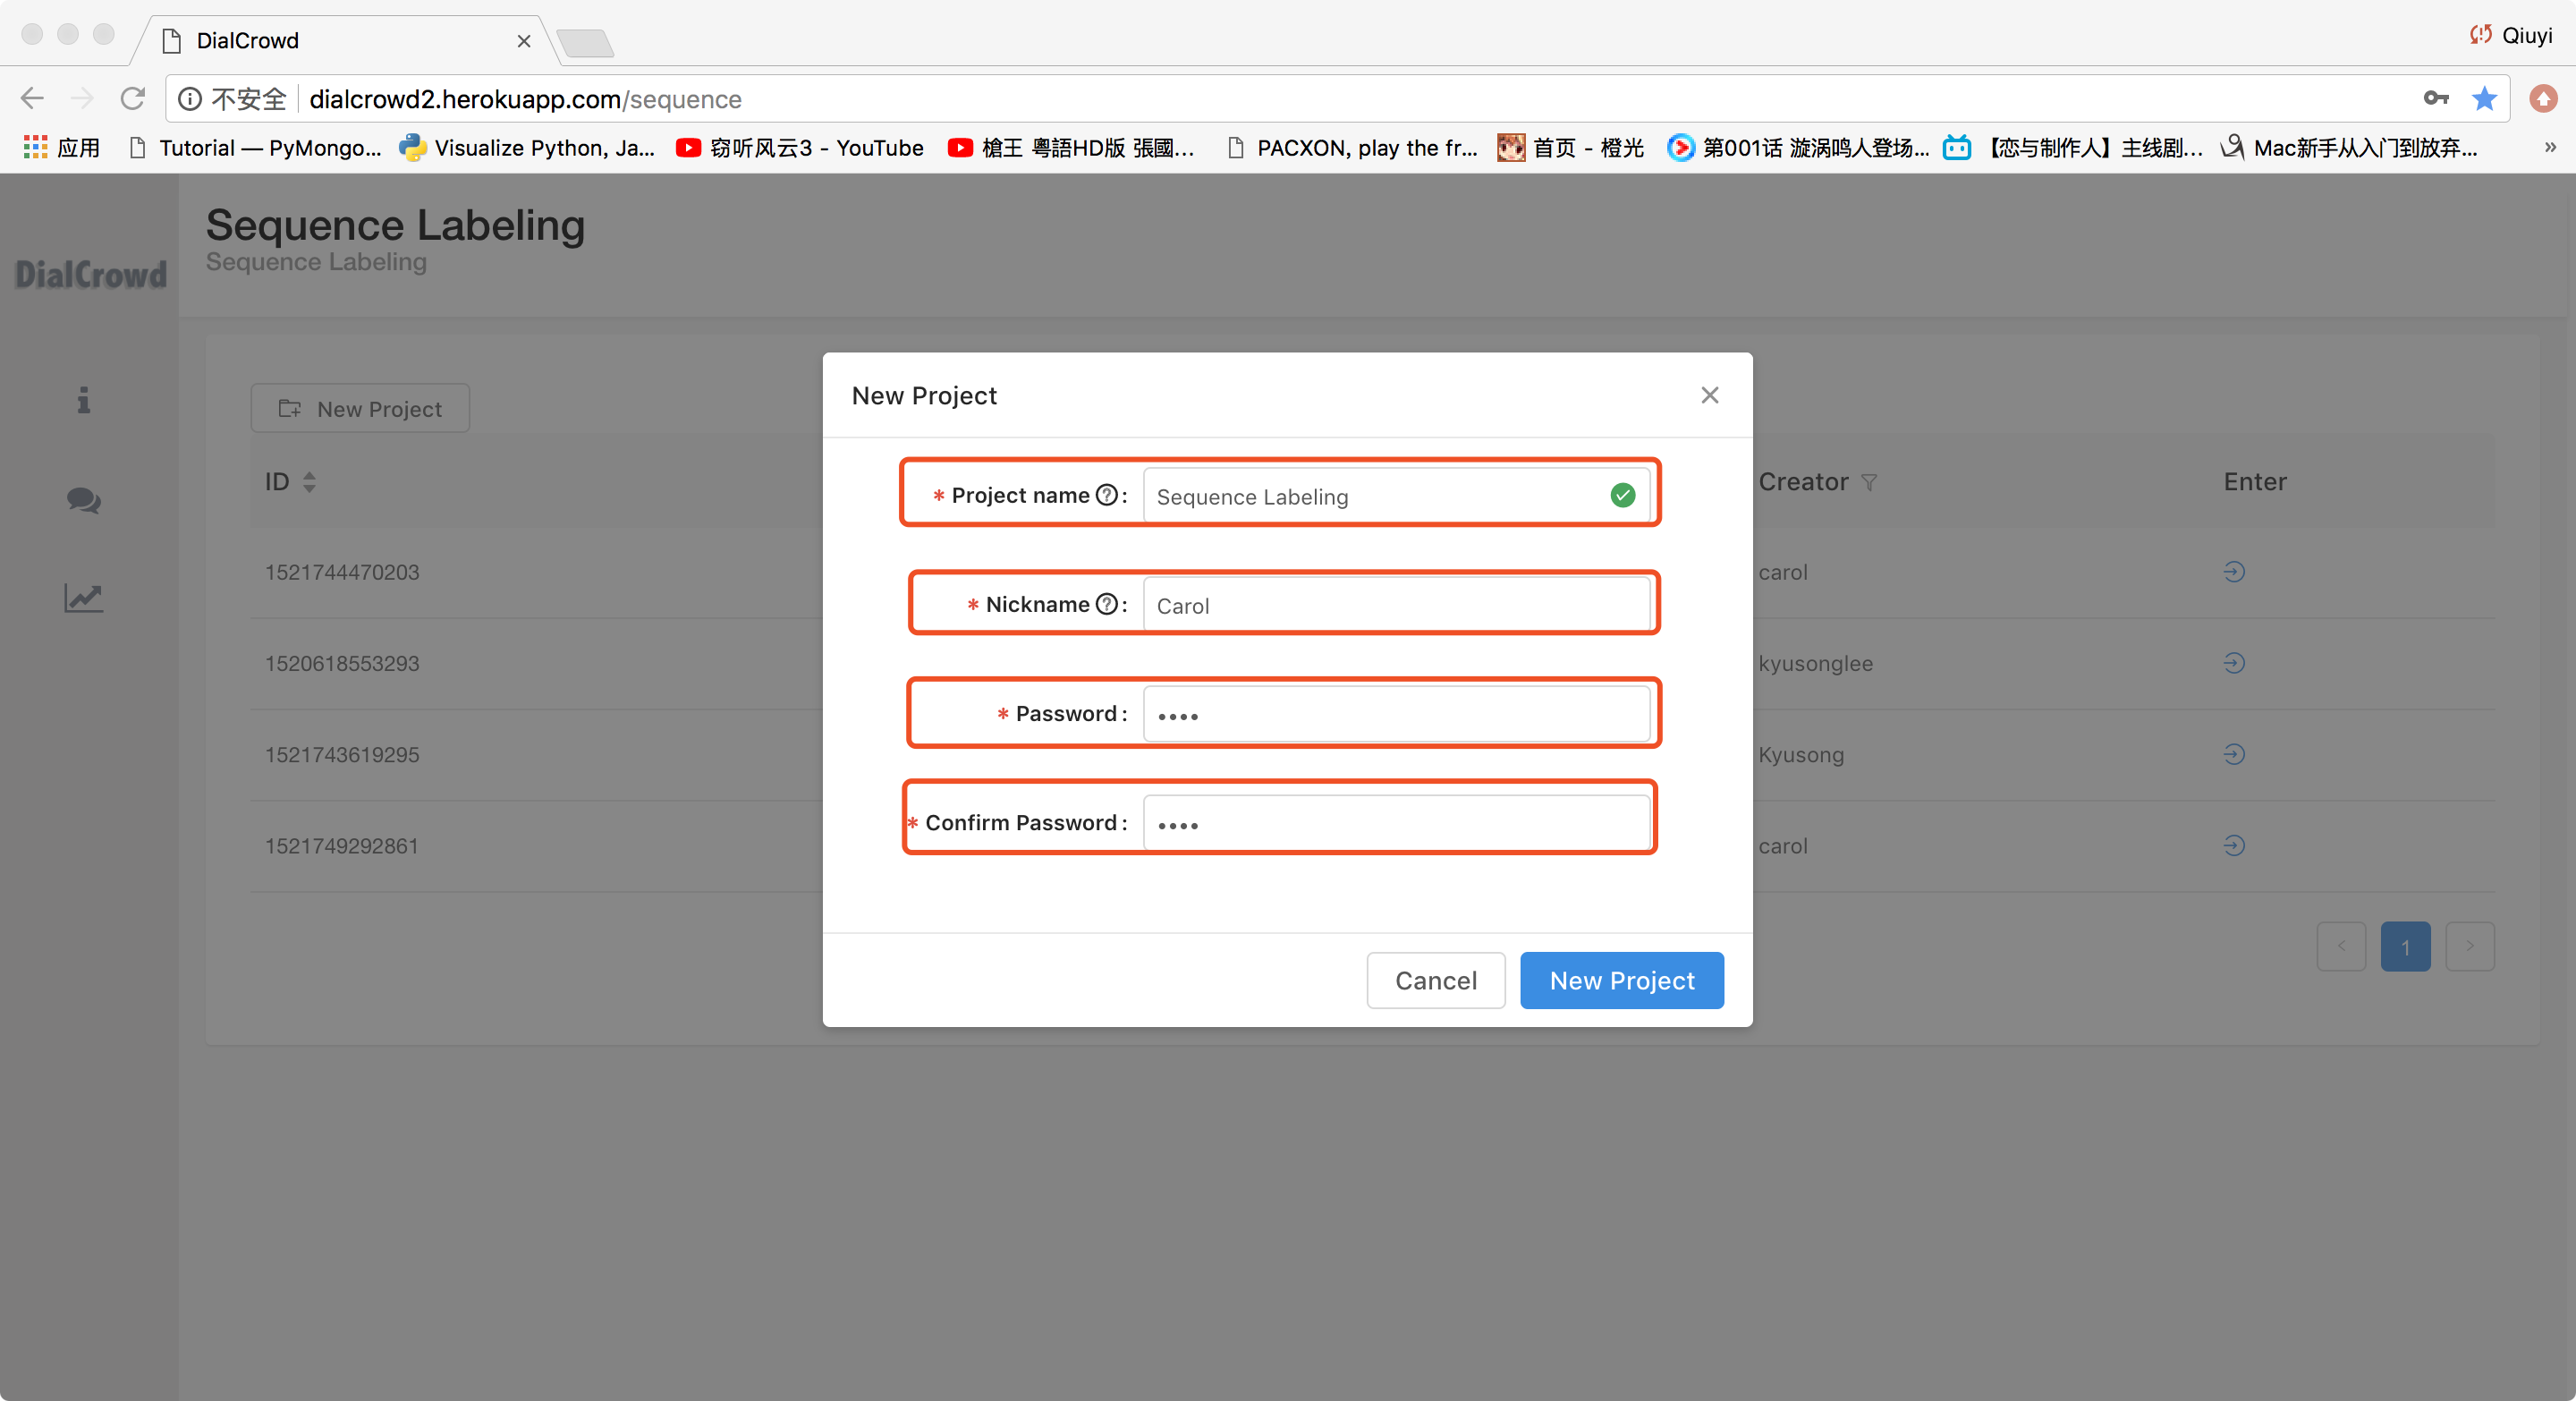 DialCrowd
Qiuyi
不安全 dialcrowd2.herokuapp.com/sequence
应用 Tutorial — PyMongo... Visualize Python, Ja... 窃听风云3 - YouTube 槍王 粵語HD版 張國... PACXON, play the fr... 首页 - 橙光 第001话 漩涡鸣人登场... 【恋与制作人】主线剧... Mac新手从入门到放弃... »
DialCrowd
Sequence Labeling
Sequence Labeling
New Project
ID Creator Enter
1521744470203 carol
1520618553293 kyusonglee
1521743619295 Kyusong
1521749292861 carol
< 1 >
New Project
* Project name ? : Sequence Labeling
* Nickname ? : Carol
* Password : ••••
* Confirm Password : ••••
Cancel New Project